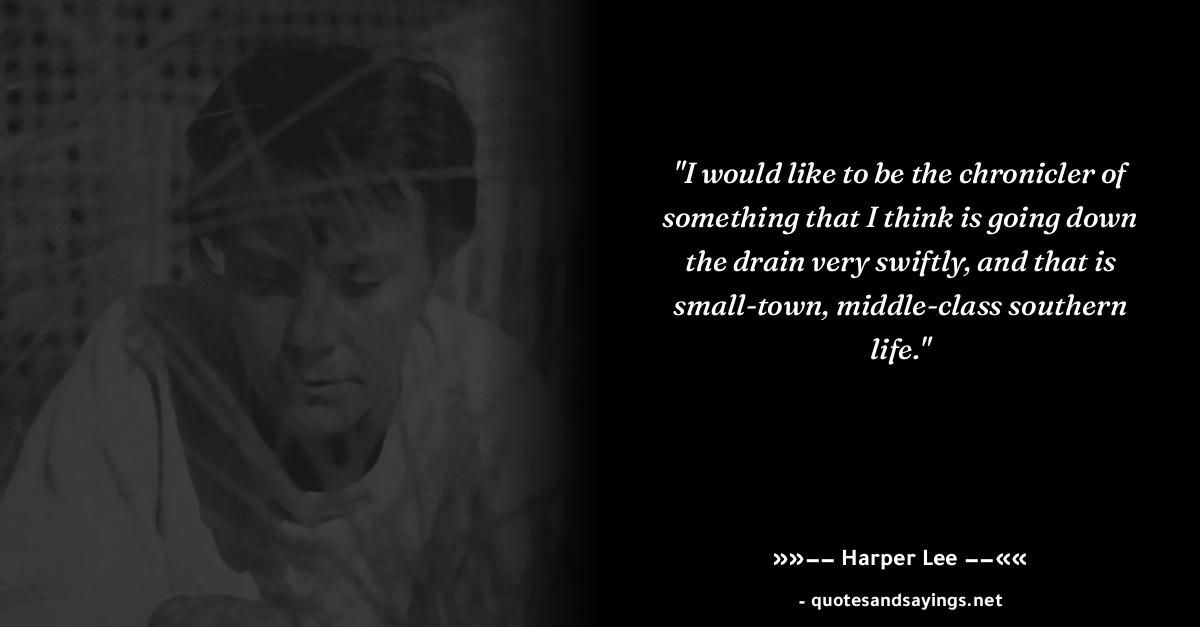 "I would like to be the chronicler of
something that I think is going down
the drain very swiftly, and that is
small-town, middle-class southern
life."
»»−− Harper Lee −−««
- quotesandsayings.net